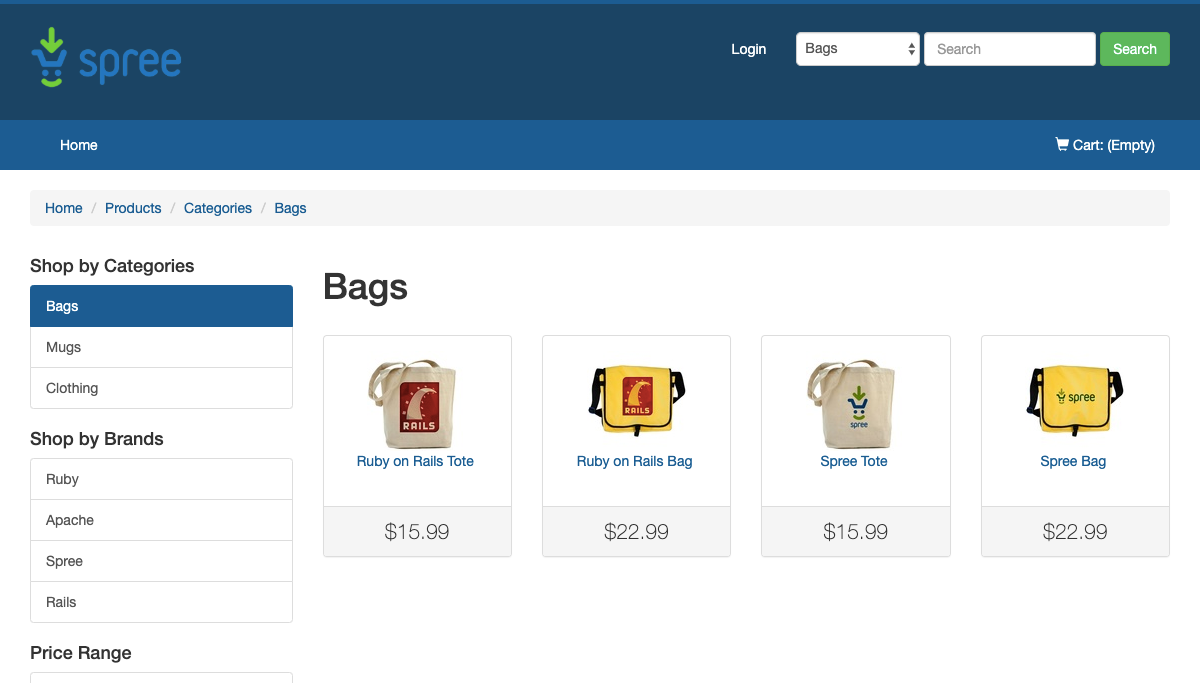 spree
Login
Bags
Search
Search
Home
Cart: (Empty)
Home / Products / Categories / Bags
Shop by Categories
Bags
Mugs
Clothing
Shop by Brands
Ruby
Apache
Spree
Rails
Price Range
Bags
RAILS
Ruby on Rails Tote
$15.99
RAILS
Ruby on Rails Bag
$22.99
spree
Spree Tote
$15.99
spree
Spree Bag
$22.99